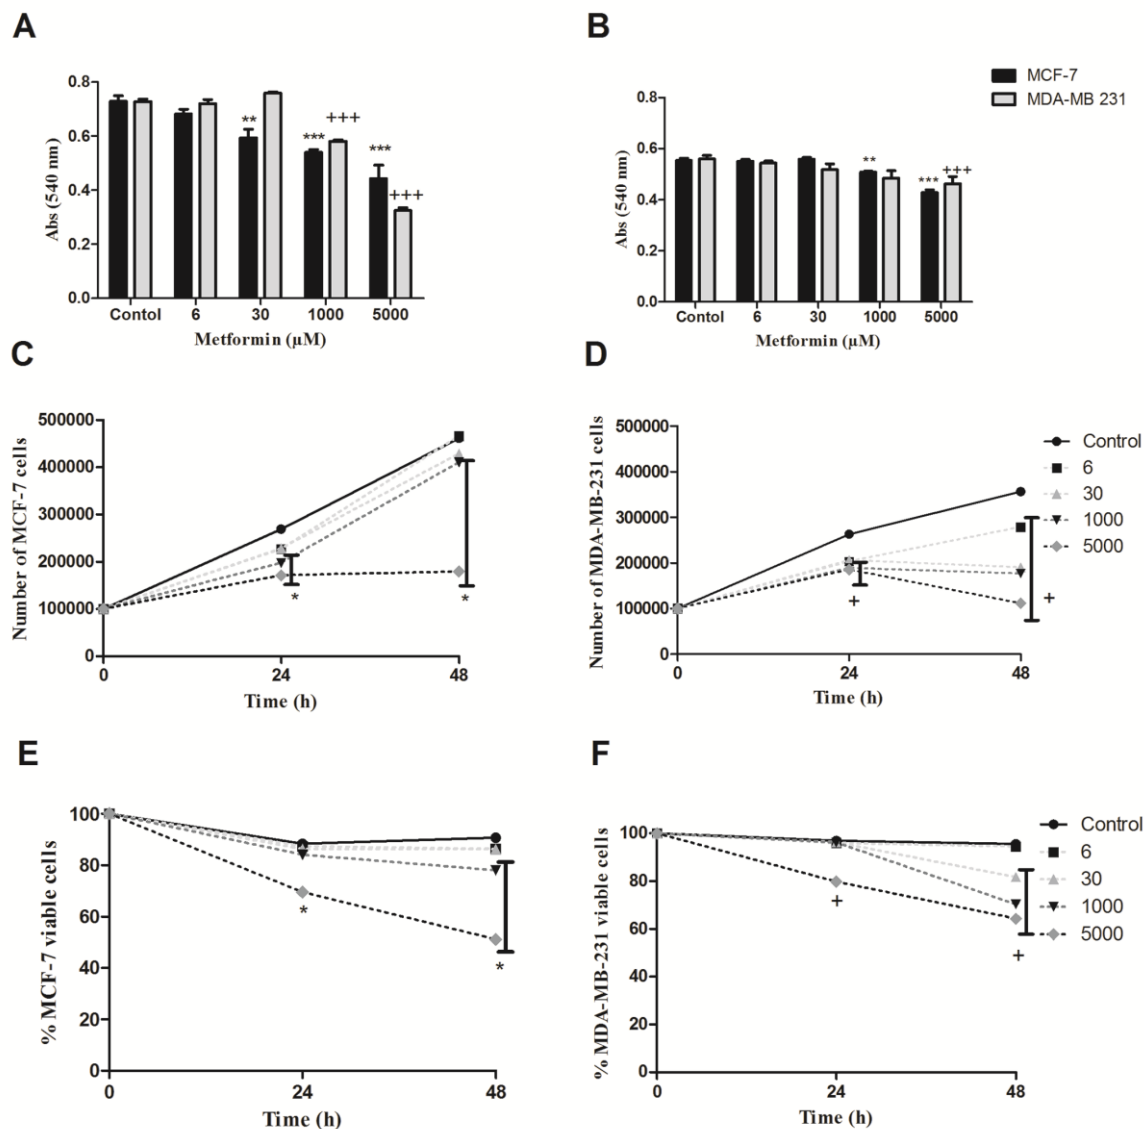 A
B
MCF-7
MDA-MB 231
Abs (540 nm)
0.8
0.6
0.4
0.2
0.0
**
***
+++
***
+++
Contol 6 30 1000 5000
Metformin (µM)
Abs (540 nm)
0.8
0.6
0.4
0.2
0.0
**
***
+++
Contol 6 30 1000 5000
Metformin (µM)
C
Number of MCF-7 cells
500000
400000
300000
200000
100000
0
*
*
0 24 48
Time (h)
D
Number of MDA-MB-231 cells
500000
400000
300000
200000
100000
0
+
+
0 24 48
Time (h)
Control
6
30
1000
5000
E
% MCF-7 viable cells
100
80
60
40
20
0
*
*
0 24 48
Time (h)
F
% MDA-MB-231 viable cells
100
80
60
40
20
0
+
+
0 24 48
Time (h)
Control
6
30
1000
5000